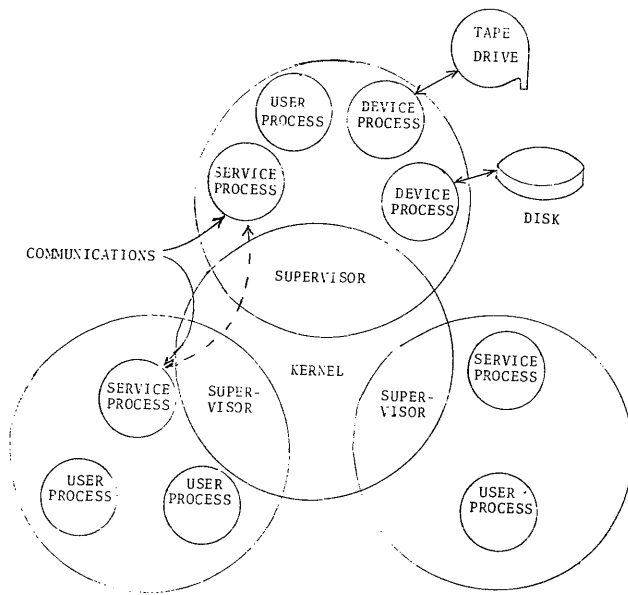 TAPE
DRIVE
USER
PROCESS
DEVICE
PROCESS
SERVICE
PROCESS
DEVICE
PROCESS
DISK
COMMUNICATIONS
SUPERVISOR
KERNEL
SERVICE
PROCESS
SUPER-
VISOR
SUPER-
VISOR
SERVICE
PROCESS
USER
PROCESS
USER
PROCESS
USER
PROCESS